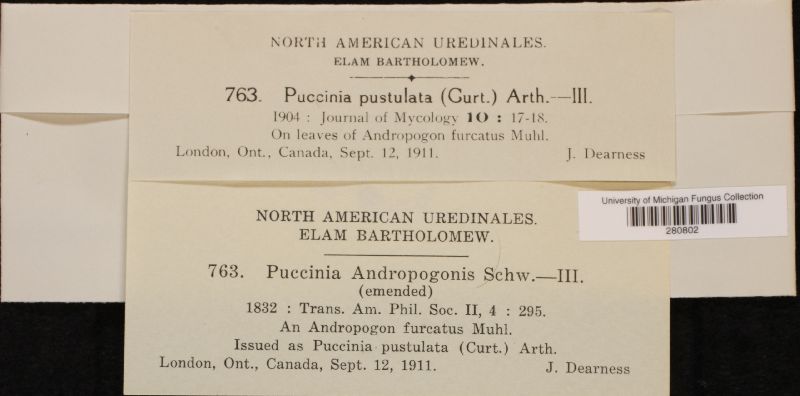 NORTH AMERICAN UREDINALES.
ELAM BARTHOLOMEW.
763. Puccinia pustulata (Curt.) Arth.—III.
1904 : Journal of Mycology 10 : 17-18.
On leaves of Andropogon furcatus Muhl.
London, Ont., Canada, Sept. 12, 1911. J. Dearness
University of Michigan Fungus Collection
280802
NORTH AMERICAN UREDINALES.
ELAM BARTHOLOMEW.
763. Puccinia Andropogonis Schw.—III.
(emended)
1832 : Trans. Am. Phil. Soc. II, 4 : 295.
An Andropogon furcatus Muhl.
Issued as Puccinia pustulata (Curt.) Arth.
London, Ont., Canada, Sept. 12, 1911. J. Dearness